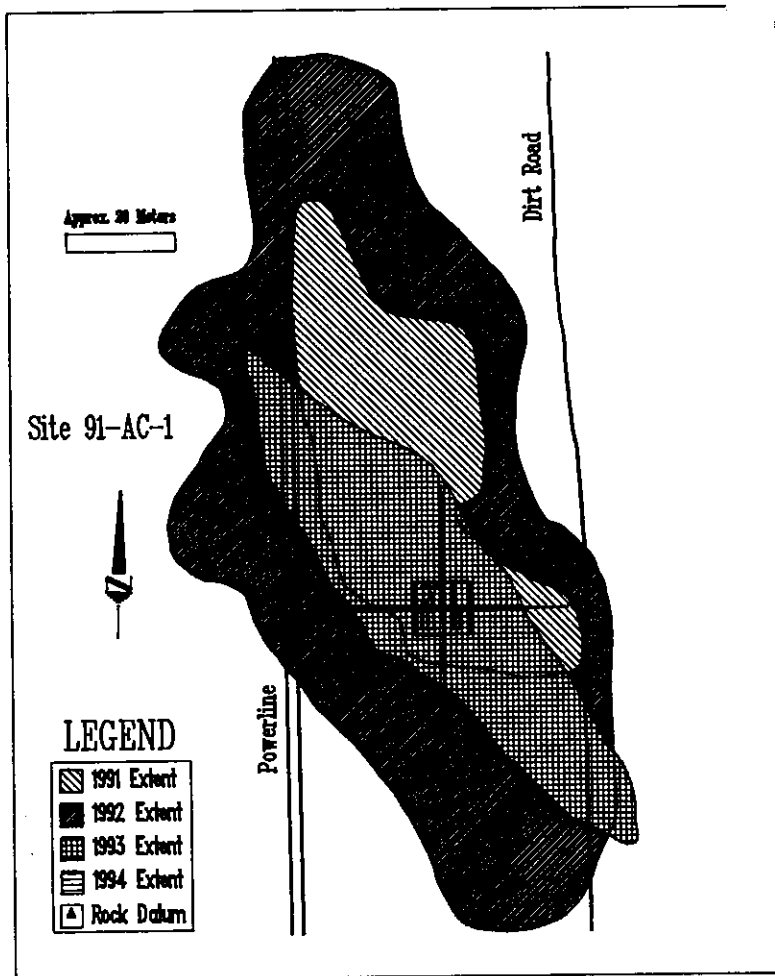 Approx. 20 Meters
Dirt Road
Site 91-AC-1
N
Powerline
LEGEND
1991 Extent
1992 Extent
1993 Extent
1994 Extent
Rock Datum